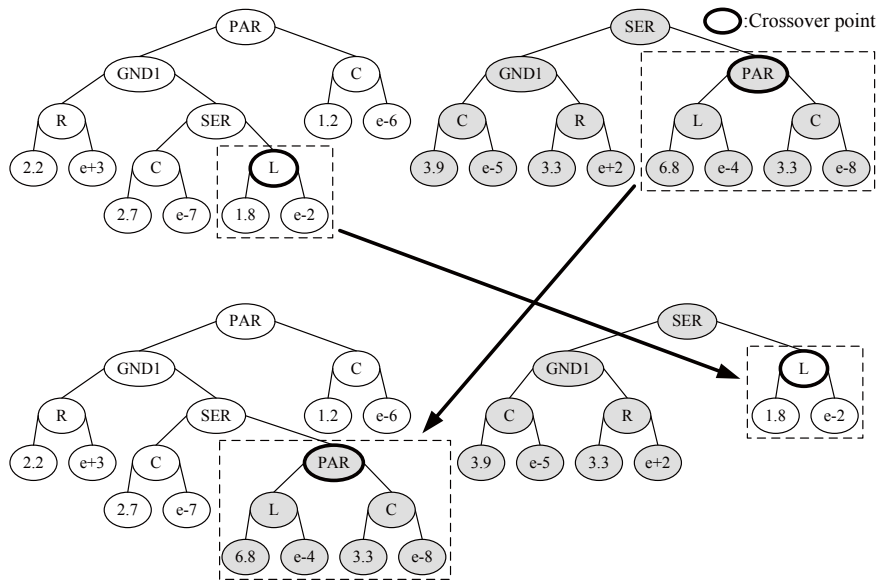 PAR
SER
:Crossover point
GND1
C
GND1
PAR
R
SER
1.2
e-6
C
R
L
C
2.2
e+3
C
L
3.9
e-5
3.3
e+2
6.8
e-4
3.3
e-8
2.7
e-7
1.8
e-2
PAR
SER
GND1
C
GND1
L
R
SER
1.2
e-6
C
R
1.8
e-2
2.2
e+3
C
PAR
3.9
e-5
3.3
e+2
2.7
e-7
L
C
6.8
e-4
3.3
e-8